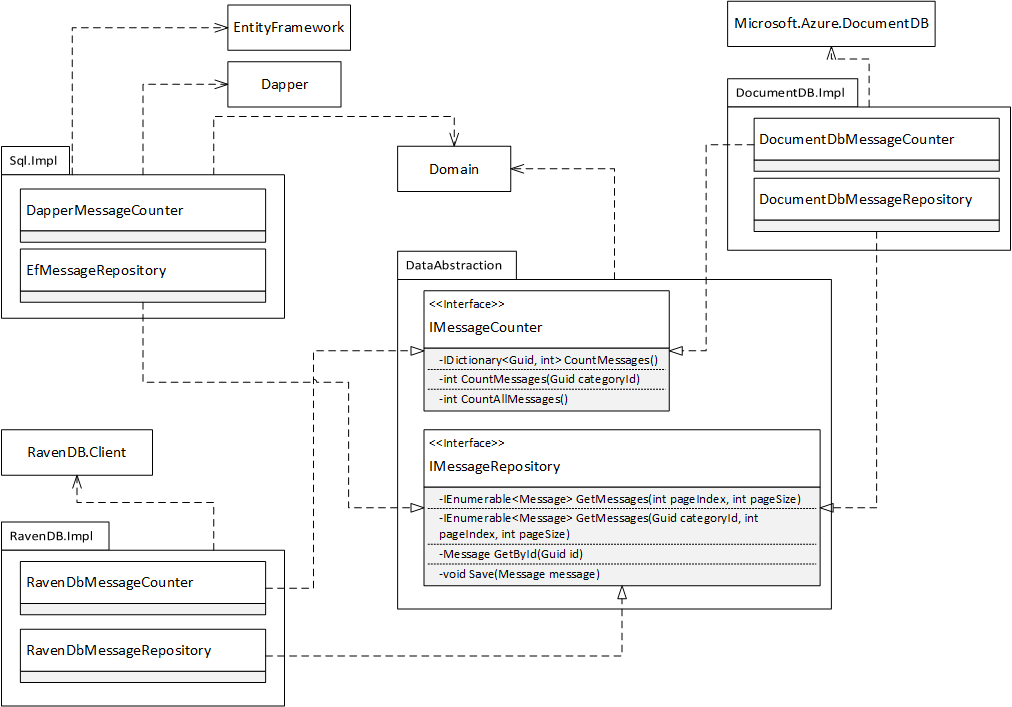 EntityFramework
Microsoft.Azure.DocumentDB
Dapper
DocumentDB.Impl
DocumentDbMessageCounter
DocumentDbMessageRepository
Sql.Impl
DapperMessageCounter
EfMessageRepository
Domain
DataAbstraction
<<Interface>>
IMessageCounter
-IDictionary<Guid, int> CountMessages()
-int CountMessages(Guid categoryId)
-int CountAllMessages()
<<Interface>>
IMessageRepository
-IEnumerable<Message> GetMessages(int pageIndex, int pageSize)
-IEnumerable<Message> GetMessages(Guid categoryId, int
pageIndex, int pageSize)
-Message GetById(Guid id)
-void Save(Message message)
RavenDB.Client
RavenDB.Impl
RavenDbMessageCounter
RavenDbMessageRepository